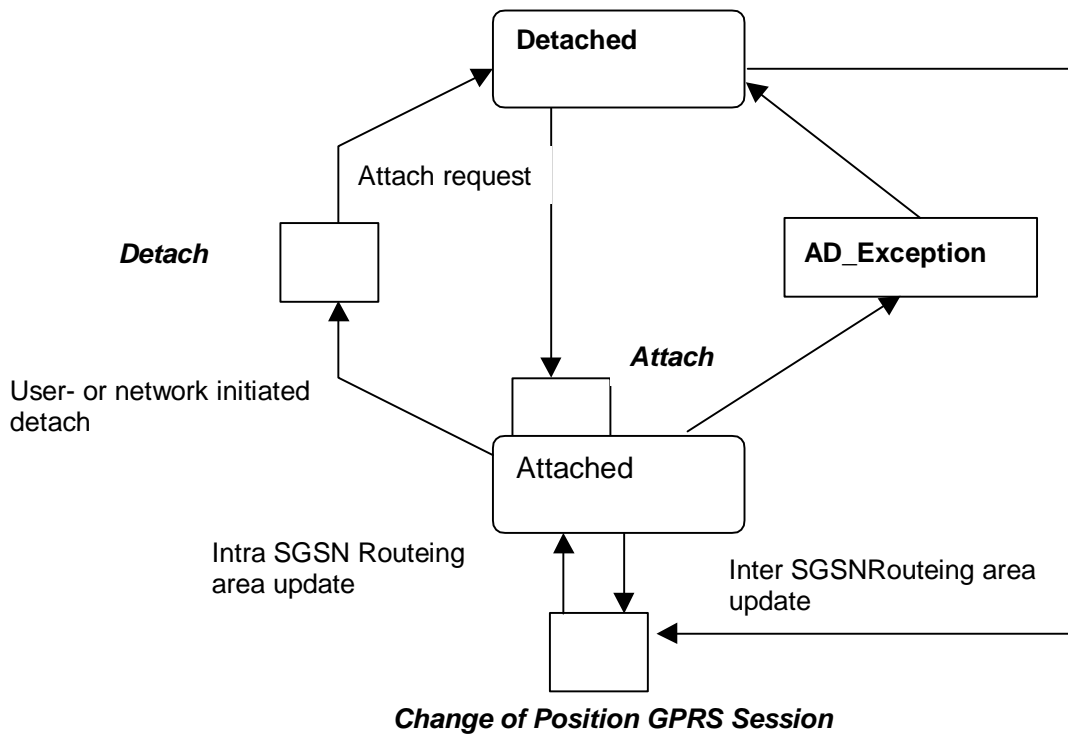 Detached
Attach request
Detach
AD_Exception
Attach
User- or network initiated
detach
Attached
Intra SGSN Routeing
area update
Inter SGSNRouteing area
update
Change of Position GPRS Session